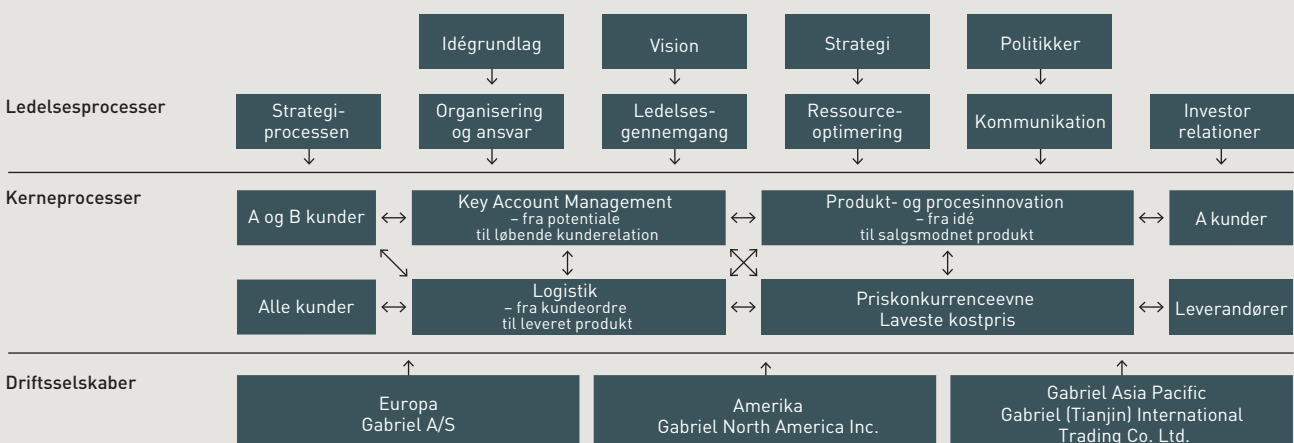 Idégrundlag
Vision
Strategi
Politikker
Ledelsesprocesser
Strategi-
processen
Organisering
og ansvar
Ledelses-
gennemgang
Ressource-
optimering
Kommunikation
Investor
relationer
Kerneprocesser
A og B kunder
Key Account Management
– fra potentiale
til løbende kunderelation
Produkt- og procesinnovation
– fra idé
til salgsmodnet produkt
A kunder
Alle kunder
Logistik
– fra kundeordre
til leveret produkt
Priskonkurrenceevne
Laveste kostpris
Leverandører
Driftsselskaber
Europa
Gabriel A/S
Amerika
Gabriel North America Inc.
Gabriel Asia Pacific
Gabriel (Tianjin) International
Trading Co. Ltd.